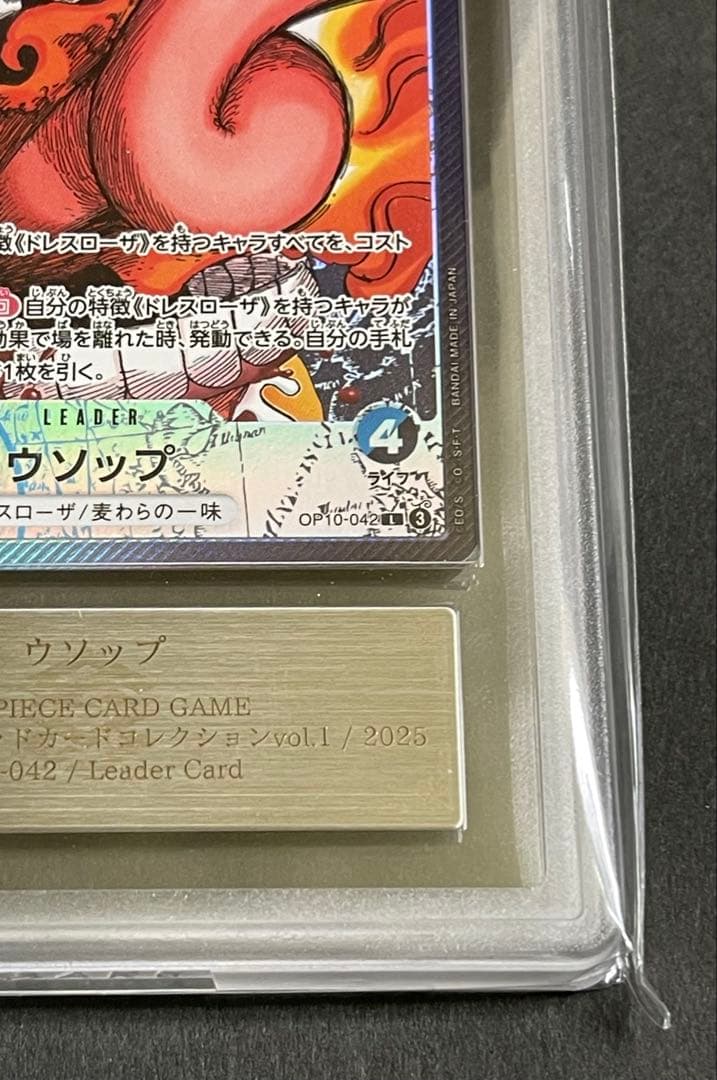 徴《ドレスローザ》を持つキャラすべてを、コスト
回 自分の特徴《ドレスローザ》を持つキャラが
効果で場を離れた時、発動できる。自分の手札
1枚を引く。
LEADER
ウソップ
4
ライフ
スローザ/麦わらの一味
OP10-042 L 3
BANDAI MADE IN JAPAN
ウソップ
PIECE CARD GAME
ンドカードコレクションvol.1 / 2025
-042 / Leader Card